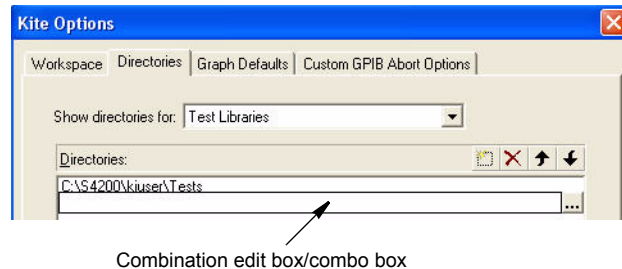 Kite Options
Workspace Directories Graph Defaults Custom GPIB Abort Options
Show directories for: Test Libraries
Directories:
C:\S4200\kiuser\Tests
...
Combination edit box/combo box